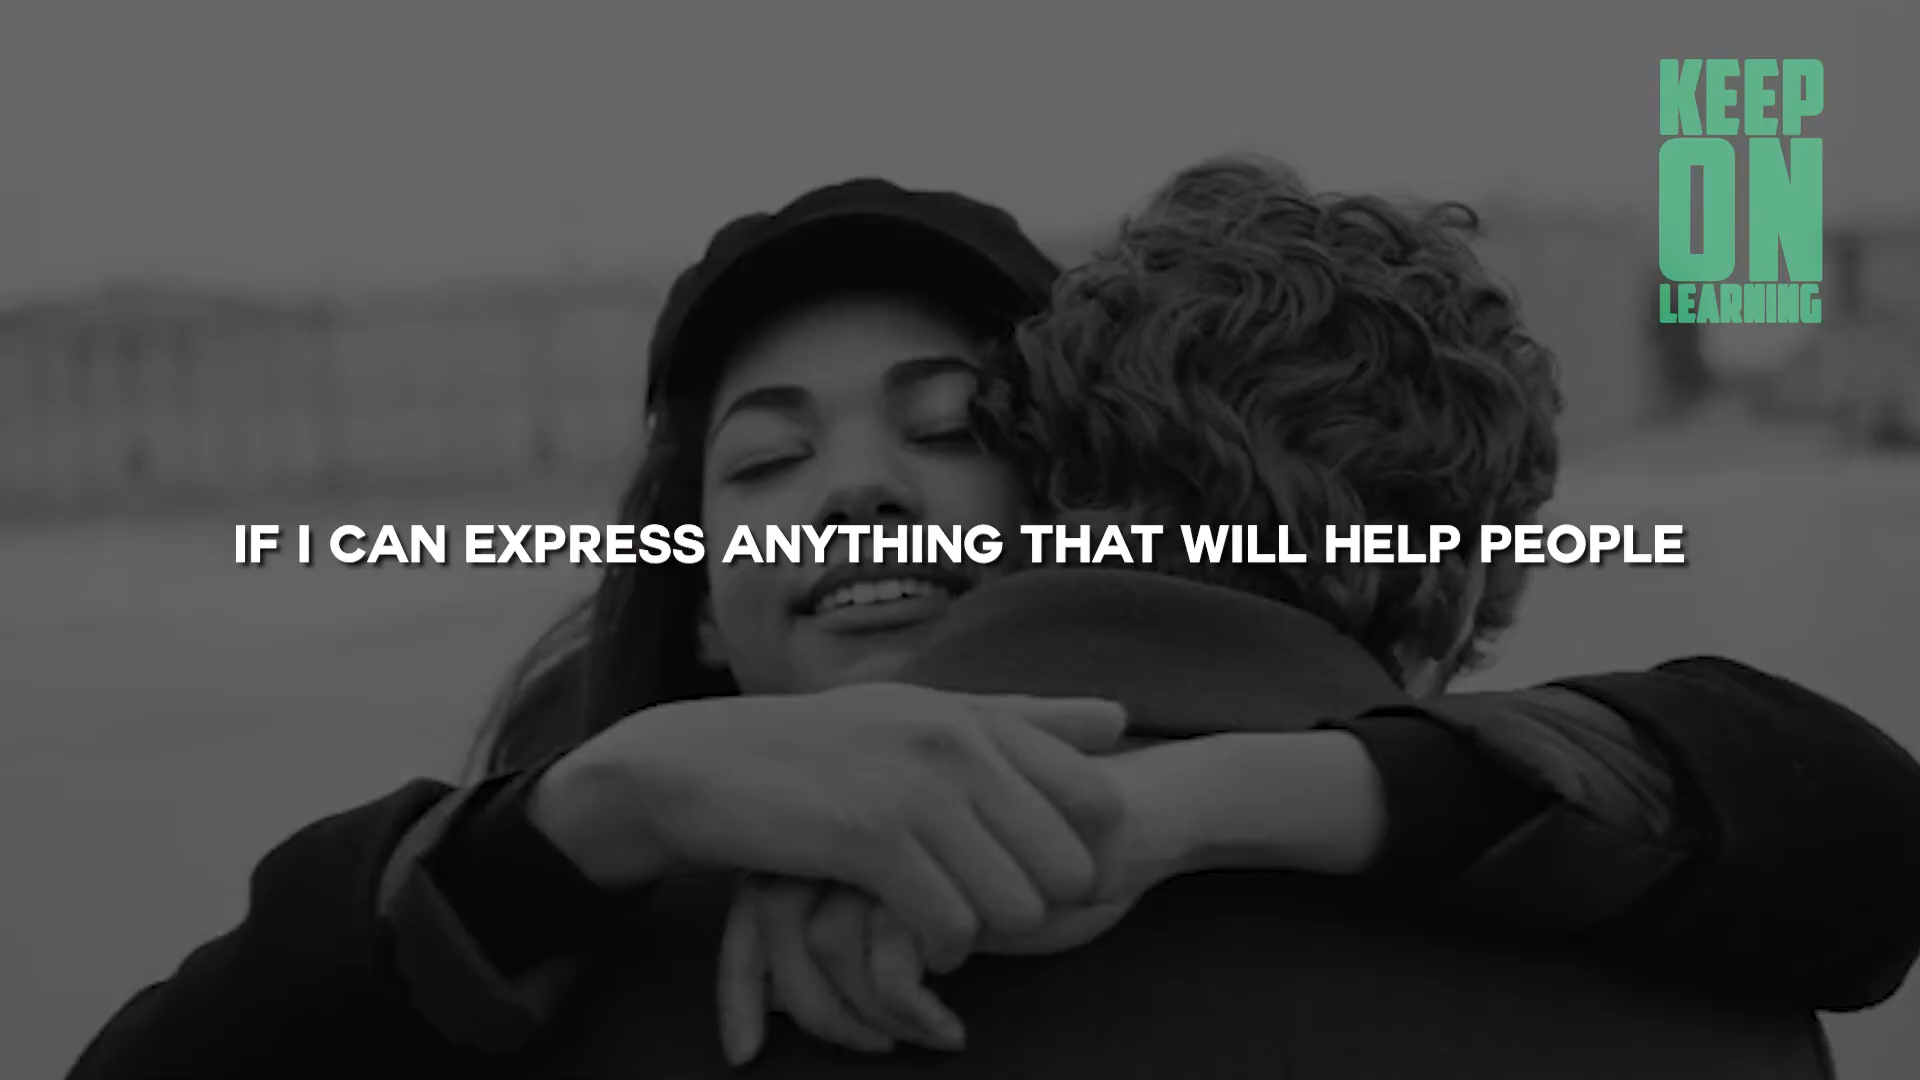 KEEP
ON
LEARNING
IF I CAN EXPRESS ANYTHING THAT WILL HELP PEOPLE